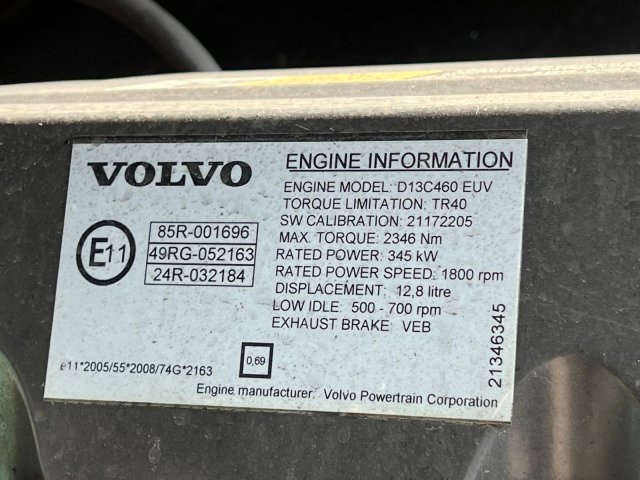 VOLVO
E11
85R-001696
49RG-052163
24R-032184
ENGINE INFORMATION
ENGINE MODEL: D13C460 EUV
TORQUE LIMITATION: TR40
SW CALIBRATION: 21172205
MAX. TORQUE: 2346 Nm
RATED POWER: 345 kW
RATED POWER SPEED: 1800 rpm
DISPLACEMENT: 12,8 litre
LOW IDLE: 500 - 700 rpm
EXHAUST BRAKE: VEB
21346345
E11*2005/55*2008/74G*2163
0,69
Engine manufacturer: Volvo Powertrain Corporation